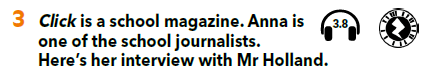 3 Click is a school magazine. Anna is
one of the school journalists.
Here's her interview with Mr Holland.
3.8